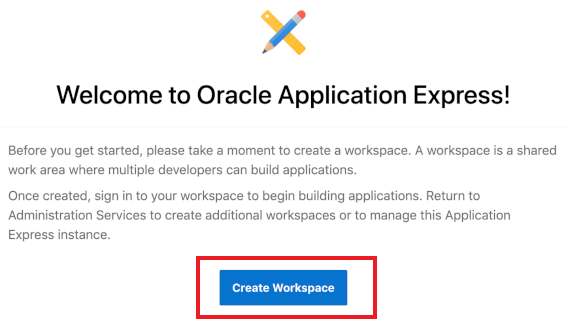 Welcome to Oracle Application Express!
Before you get started, please take a moment to create a workspace. A workspace is a shared
work area where multiple developers can build applications.
Once created, sign in to your workspace to begin building applications. Return to
Administration Services to create additional workspaces or to manage this Application
Express instance.
Create Workspace